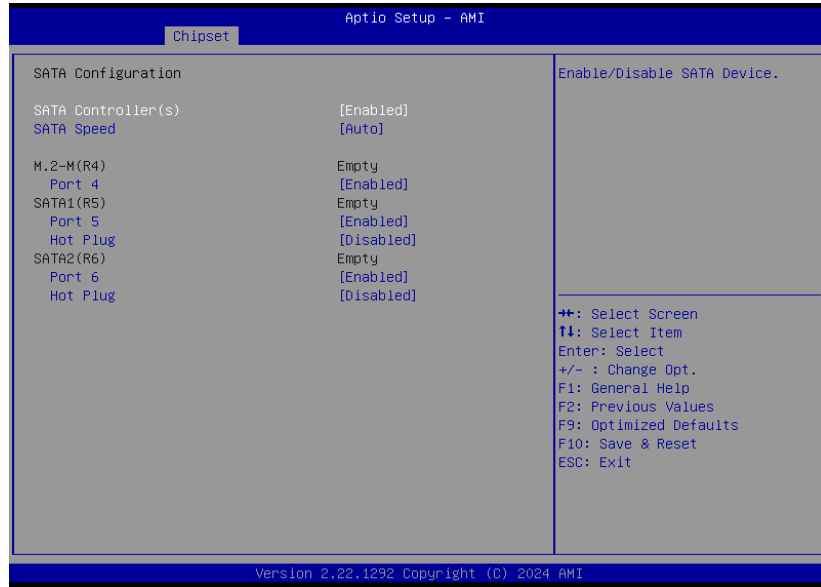 Aptio Setup – AMI
Chipset
SATA Configuration
SATA Controller(s) [Enabled]
SATA Speed [Auto]
M.2-M(R4) Empty
Port 4 [Enabled]
SATA1(R5) Empty
Port 5 [Enabled]
Hot Plug [Disabled]
SATA2(R6) Empty
Port 6 [Enabled]
Hot Plug [Disabled]
Enable/Disable SATA Device.
→←: Select Screen
↑↓: Select Item
Enter: Select
+/- : Change Opt.
F1: General Help
F2: Previous Values
F9: Optimized Defaults
F10: Save & Reset
ESC: Exit
Version 2.22.1292 Copyright (C) 2024 AMI